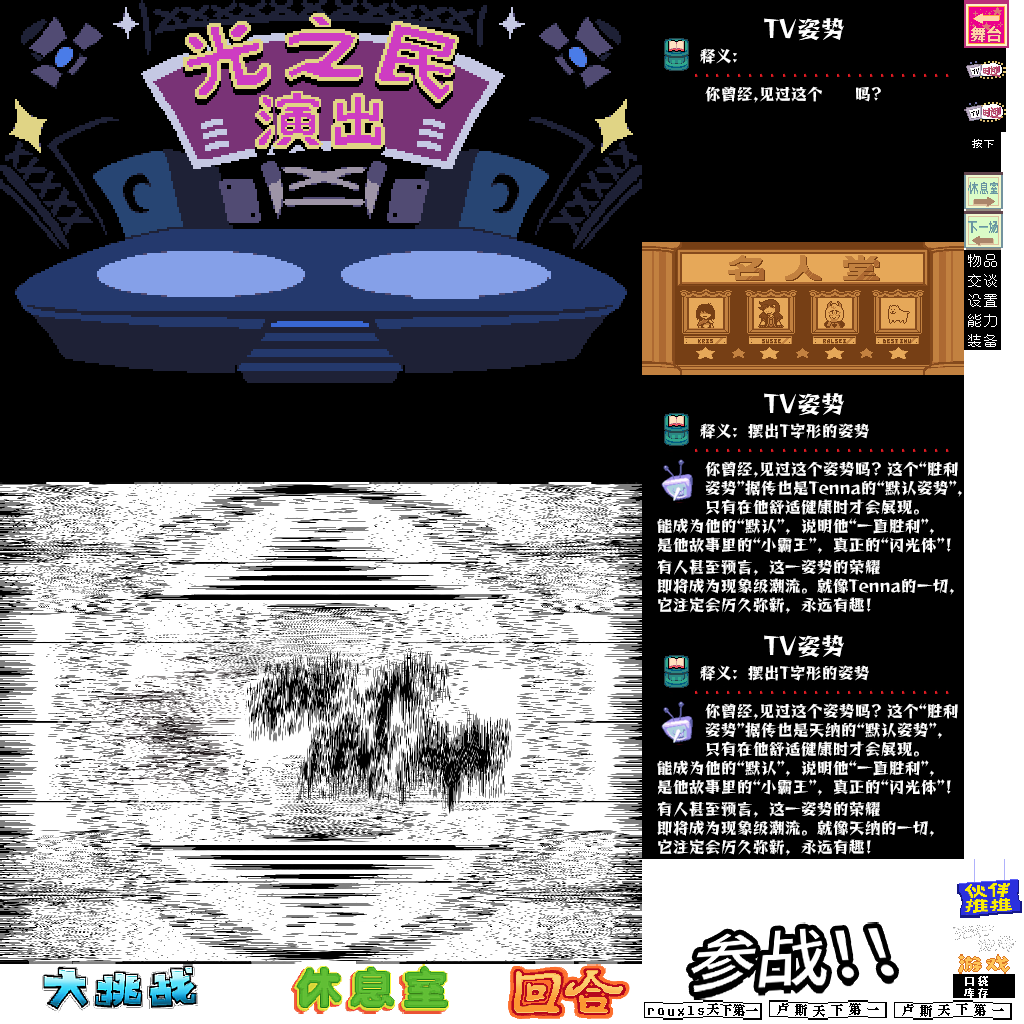 光之民
演出
TV姿势
释义:
你曾经,见过这个 吗?
名人堂
KRIS
SUSIE
RALSEI
TV姿势
释义: 摆出T字形的姿势
你曾经,见过这个姿势吗? 这个“胜利
姿势”据传也是Tenna的“默认姿势”,
只有在他舒适健康时才会展现。
能成为他的“默认”, 说明他“一直胜利”,
是他故事里的“小霸王”, 真正的“闪光体”!
有人甚至预言, 这一姿势的荣耀
即将成为现象级潮流。就像Tenna的一切,
它注定会历久弥新, 永远有趣!
TV姿势
释义: 摆出T字形的姿势
你曾经,见过这个姿势吗? 这个“胜利
姿势”据传也是天纳的“默认姿势”,
只有在他舒适健康时才会展现。
能成为他的“默认”, 说明他“一直胜利”,
是他故事里的“小霸王”, 真正的“闪光体”!
有人甚至预言, 这一姿势的荣耀
即将成为现象级潮流。就像天纳的一切,
它注定会历久弥新, 永远有趣!
舞台
TV
TV
按下
休息室
下一场
物品
交谈
设置
能力
装备
伙伴
推推
游戏
口袋
库存
参战!!
大挑战
休息室
回合
rouxls天下第一
卢斯天下第一
卢斯天下第一